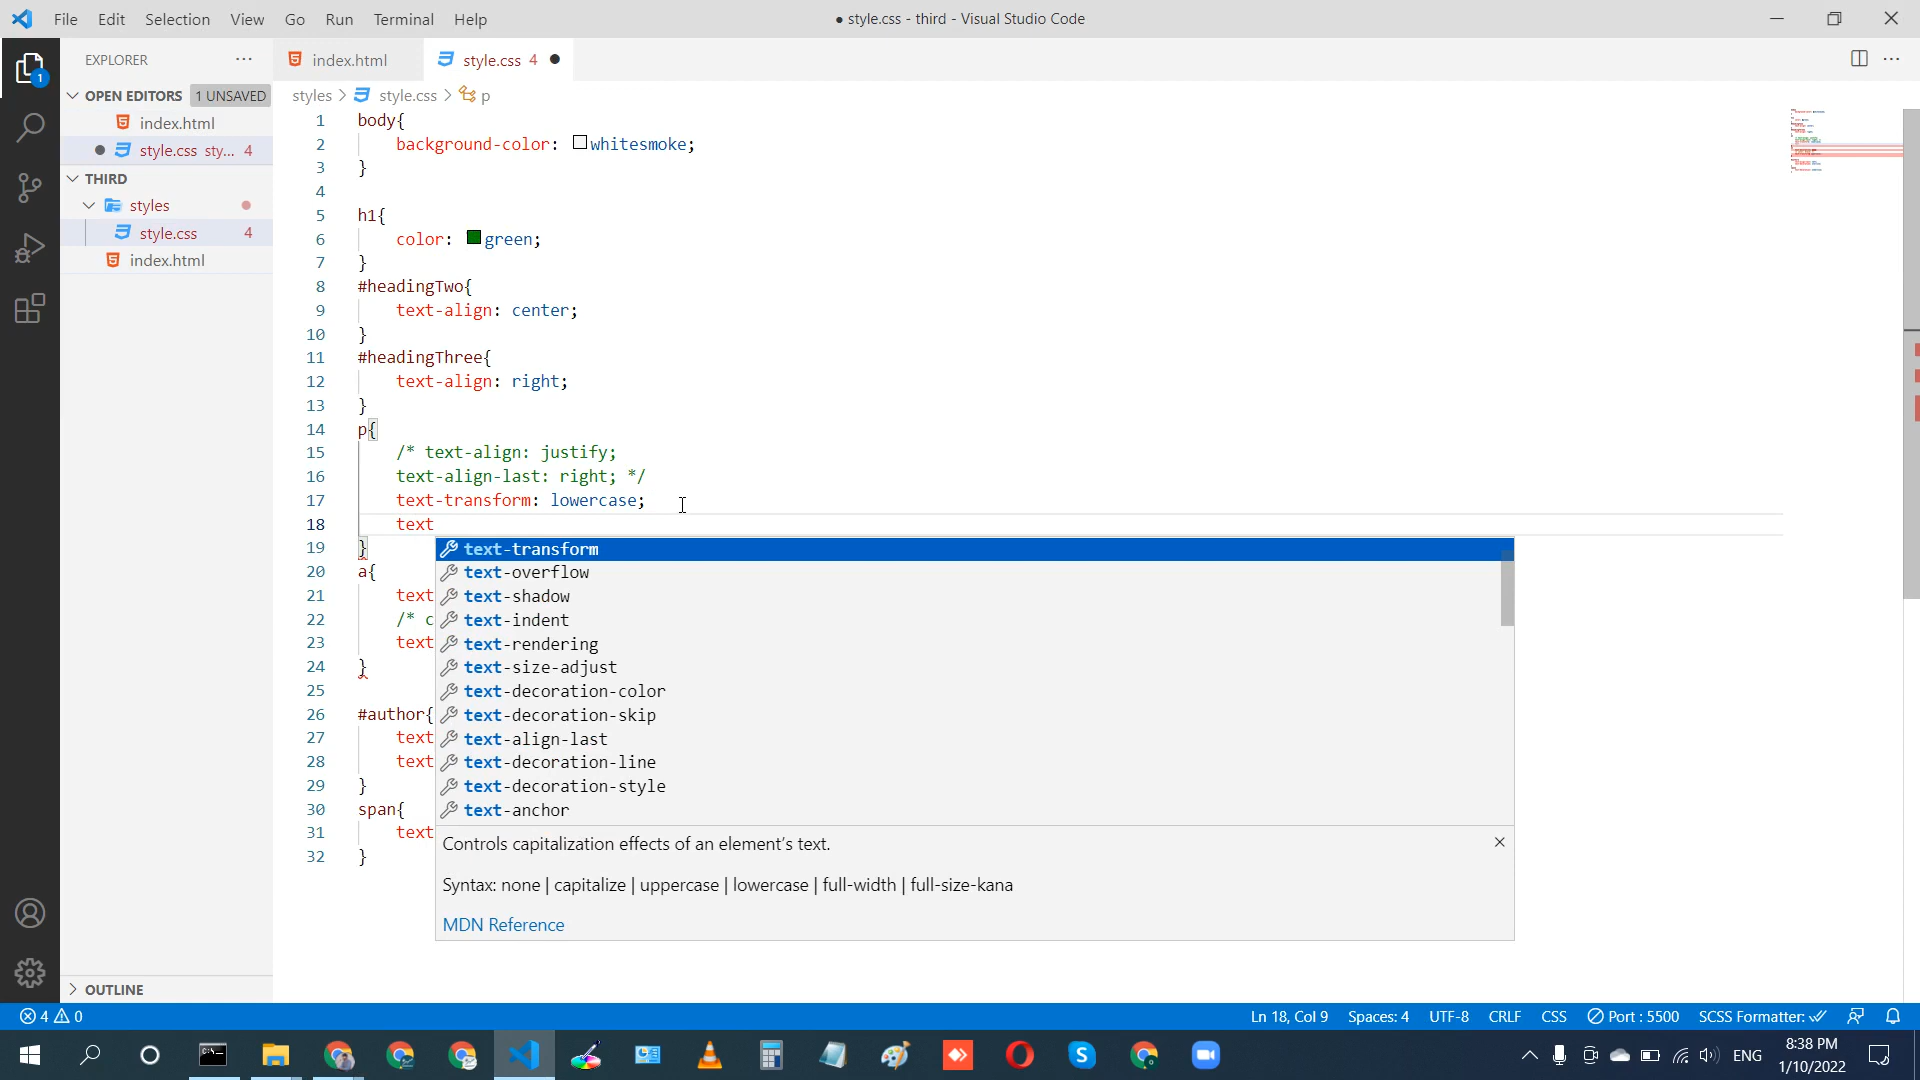 File Edit Selection View Go Run Terminal Help
● style.css - third - Visual Studio Code
EXPLORER
index.html
style.css 4
OPEN EDITORS 1 UNSAVED
styles > style.css > p
index.html
style.css sty... 4
THIRD
styles
style.css 4
index.html
1 body{
2 background-color: whitesmoke;
3 }
4
5 h1{
6 color: green;
7 }
8 #headingTwo{
9 text-align: center;
10 }
11 #headingThree{
12 text-align: right;
13 }
14 p{
15 /* text-align: justify;
16 text-align-last: right; */
17 text-transform: lowercase;
18 text
19 }
20 a{
21 text
22 /* c
23 text
24 }
25
26 #author{
27 text
28 text
29 }
30 span{
31 text
32 }
text-transform
text-overflow
text-shadow
text-indent
text-rendering
text-size-adjust
text-decoration-color
text-decoration-skip
text-align-last
text-decoration-line
text-decoration-style
text-anchor
Controls capitalization effects of an element's text.
Syntax: none | capitalize | uppercase | lowercase | full-width | full-size-kana
MDN Reference
OUTLINE
4 0
Ln 18, Col 9 Spaces: 4 UTF-8 CRLF CSS Port : 5500 SCSS Formatter:
ENG
8:38 PM
1/10/2022